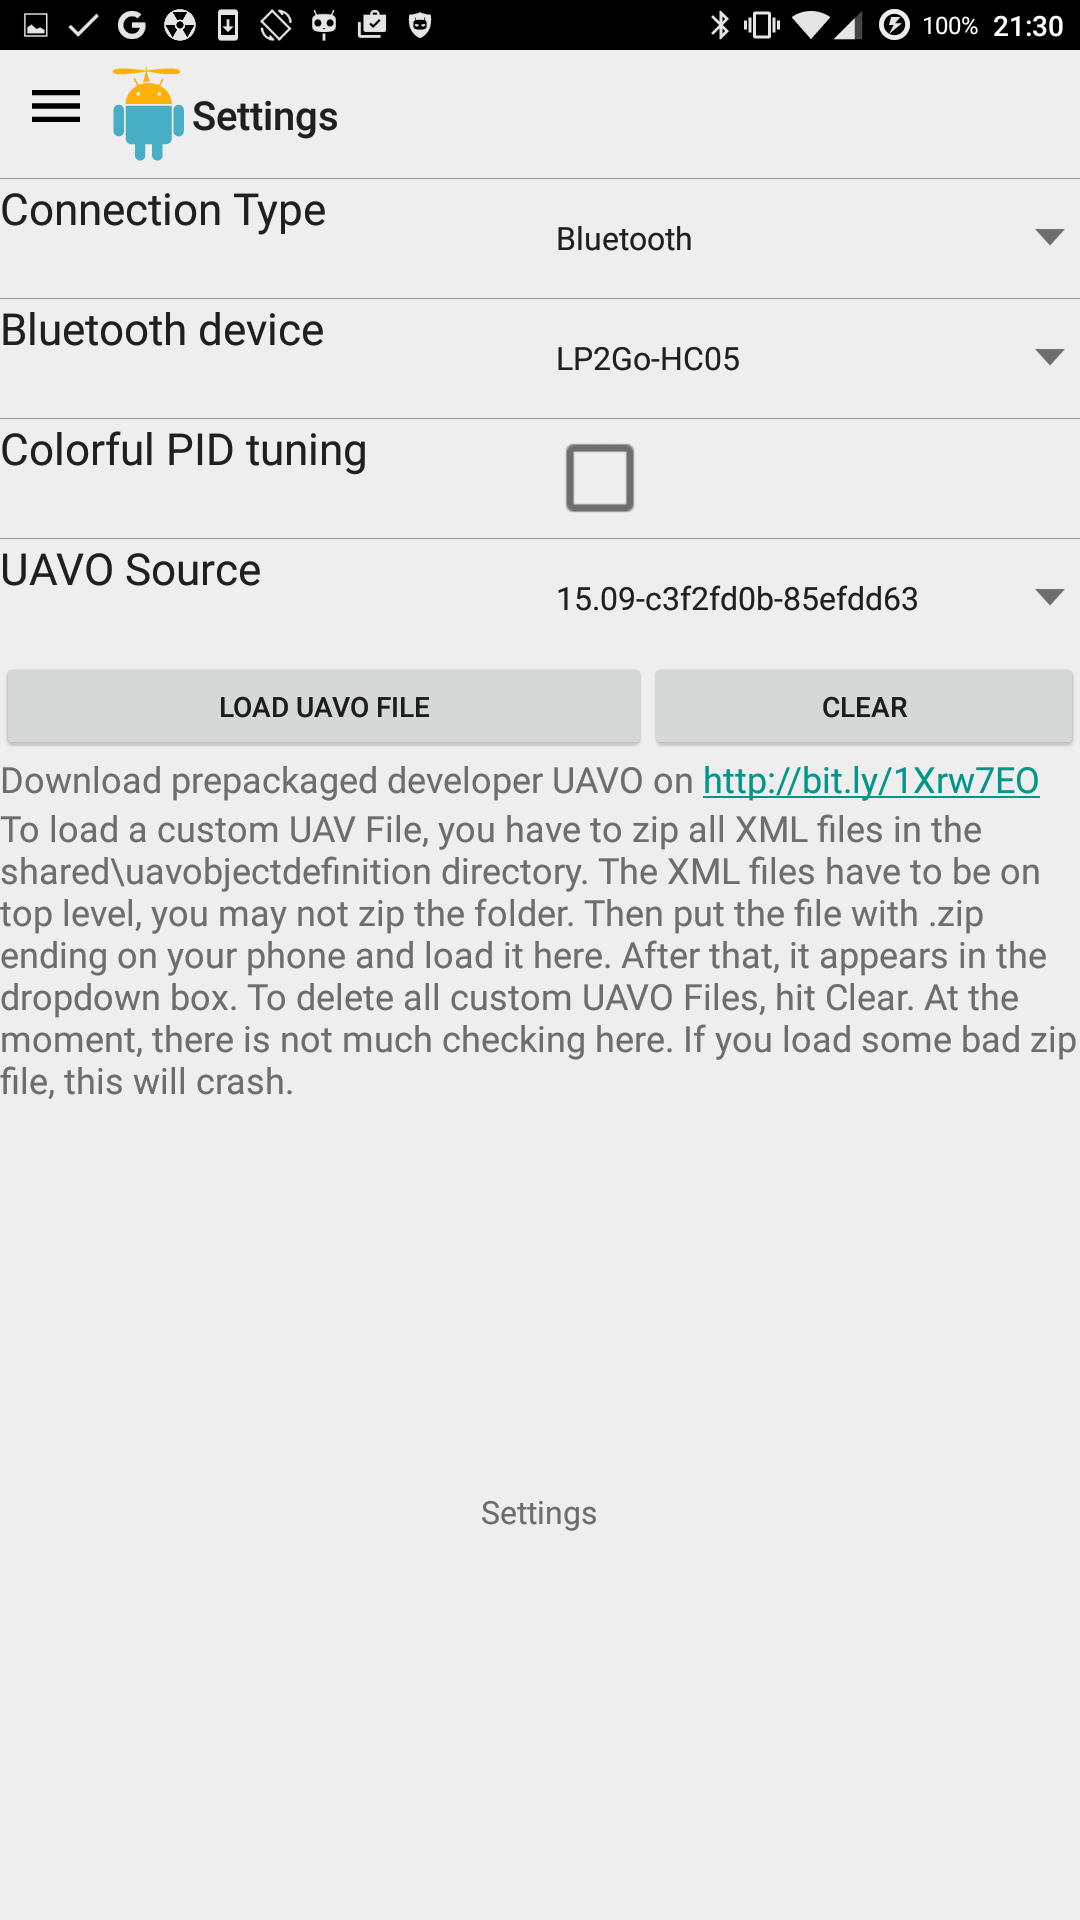 100% 21:30
Settings
Connection Type
Bluetooth
Bluetooth device
LP2Go-HC05
Colorful PID tuning
UAVO Source
15.09-c3f2fd0b-85efdd63
LOAD UAVO FILE CLEAR
Download prepackaged developer UAVO on http://bit.ly/1Xrw7EO
To load a custom UAV File, you have to zip all XML files in the
shared\uavobjectdefinition directory. The XML files have to be on
top level, you may not zip the folder. Then put the file with .zip
ending on your phone and load it here. After that, it appears in the
dropdown box. To delete all custom UAVO Files, hit Clear. At the
moment, there is not much checking here. If you load some bad zip
file, this will crash.
Settings